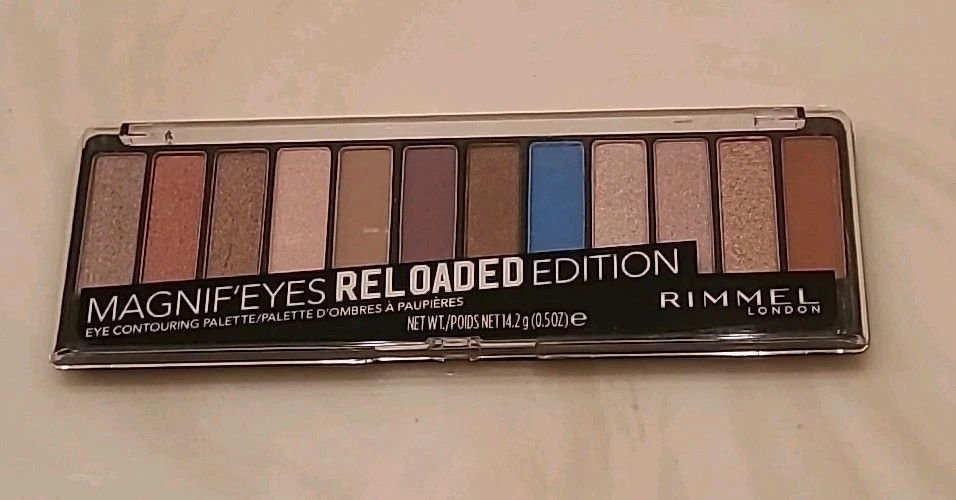 MAGNIF'EYES RELOADED EDITION
EYE CONTOURING PALETTE/PALETTE D'OMBRES À PAUPIÈRES
NET WT./POIDS NET 14.2 g (0.5OZ) e
RIMMEL
LONDON